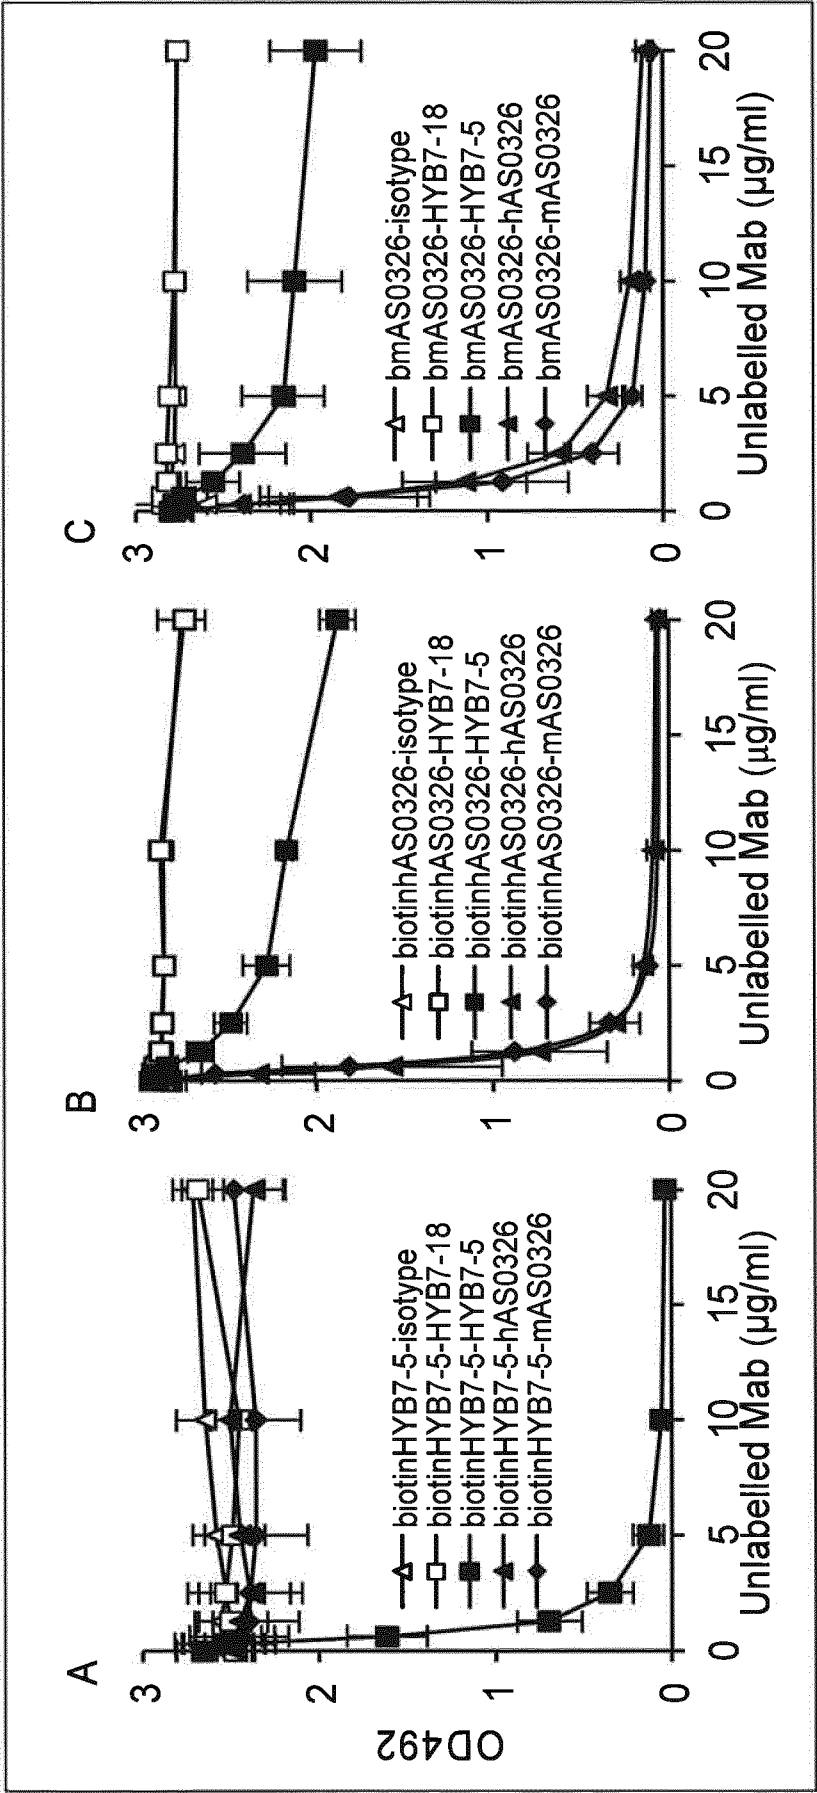 A
OD492
3
2
1
0
biotinHYB7-5-isotype
biotinHYB7-5-HYB7-18
biotinHYB7-5-HYB7-5
biotinHYB7-5-hAS0326
biotinHYB7-5-mAS0326
0 5 10 15 20
Unlabelled Mab (µg/ml)
B
3
2
1
0
biotinhAS0326-isotype
biotinhAS0326-HYB7-18
biotinhAS0326-HYB7-5
biotinhAS0326-hAS0326
biotinhAS0326-mAS0326
0 5 10 15 20
Unlabelled Mab (µg/ml)
C
3
2
1
0
bmAS0326-isotype
bmAS0326-HYB7-18
bmAS0326-HYB7-5
bmAS0326-hAS0326
bmAS0326-mAS0326
0 5 10 15 20
Unlabelled Mab (µg/ml)